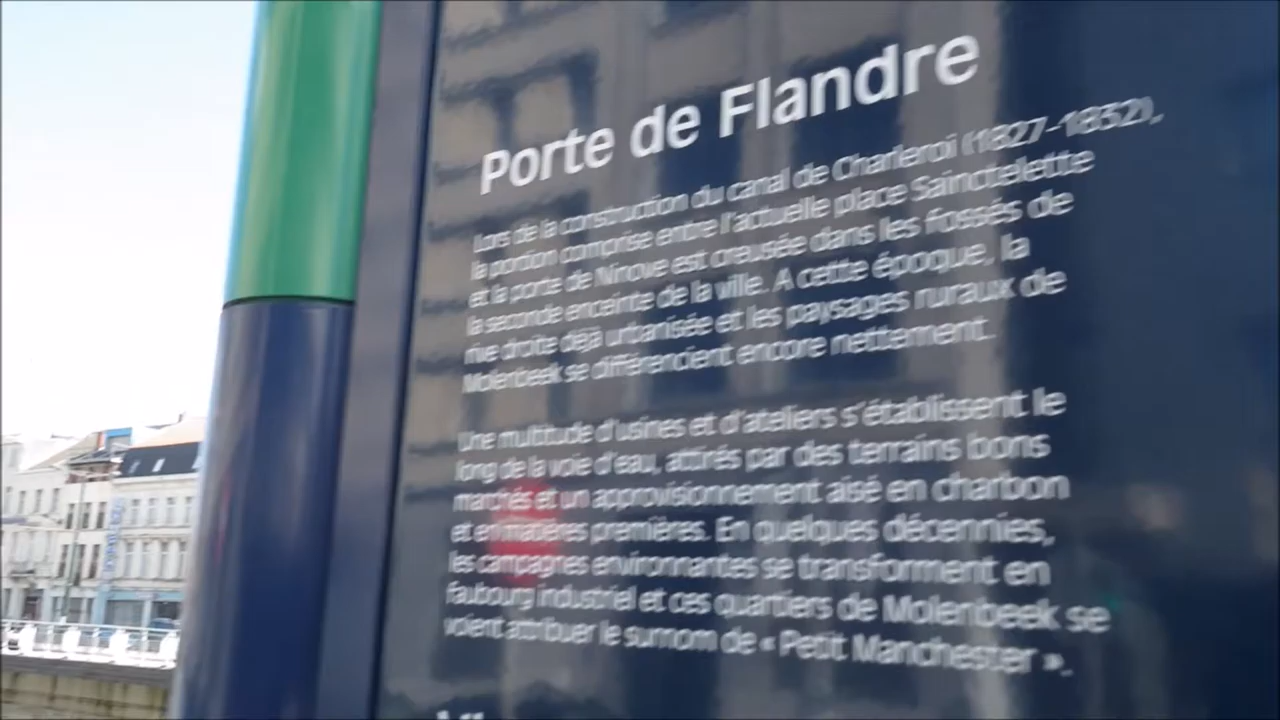 Porte de Flandre
Lors de la construction du canal de Charleroi (1827-1832),
la portion comprise entre l'actuelle place Sainctelette
et la porte de Ninove est creusée dans les fossés de
la seconde enceinte de la ville. A cette époque, la
rive droite déjà urbanisée et les paysages ruraux de
Molenbeek se différencient encore nettement.
Une multitude d'usines et d'ateliers s'établissent le
long de la voie d'eau, attirés par des terrains bons
marchés et un approvisionnement aisé en charbon
et en matières premières. En quelques décennies,
les campagnes environnantes se transforment en
faubourg industriel et ces quartiers de Molenbeek se
voient attribuer le surnom de « Petit Manchester ».